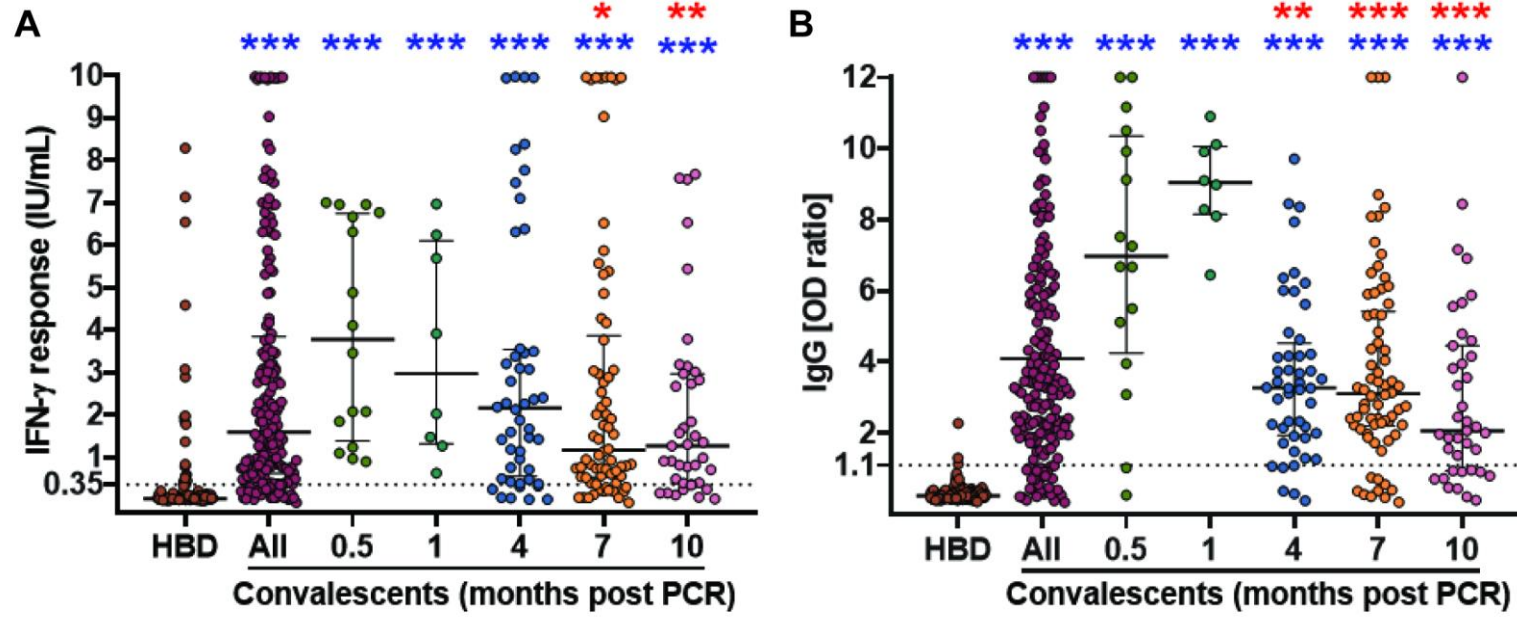 A
* **
*** *** *** *** *** ***
IFN-γ response (IU/mL)
10
9
8
7
6
5
4
3
2
1
0.35
HBD All 0.5 1 4 7 10
Convalescents (months post PCR)
B
** *** ***
*** *** *** *** *** ***
IgG [OD ratio]
12
10
8
6
4
2
1.1
HBD All 0.5 1 4 7 10
Convalescents (months post PCR)